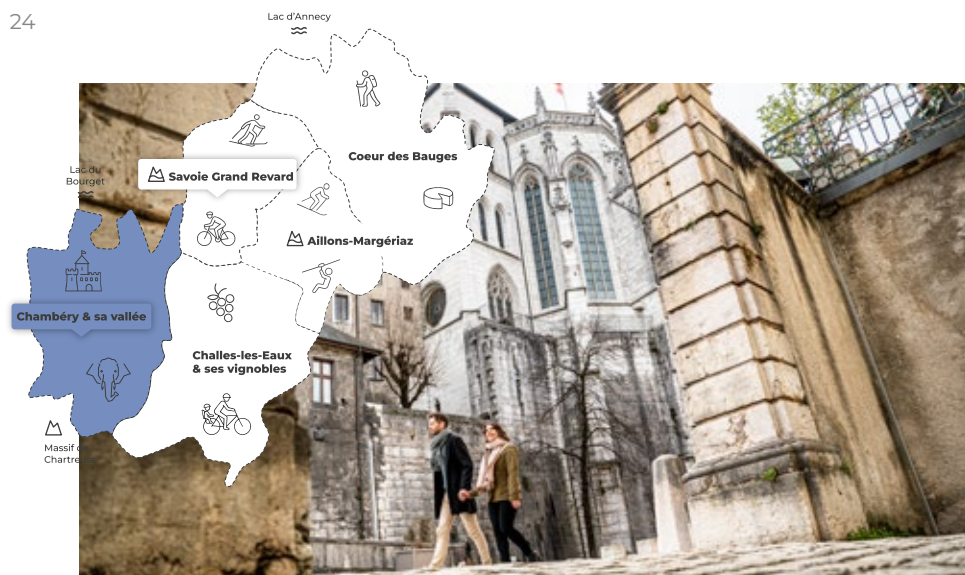 24
Lac d'Annecy
Coeur des Bauges
Lac du
Bourget
Savoie Grand Revard
Aillons-Margériaz
Chambéry & sa vallée
Challes-les-Eaux
& ses vignobles
Massif